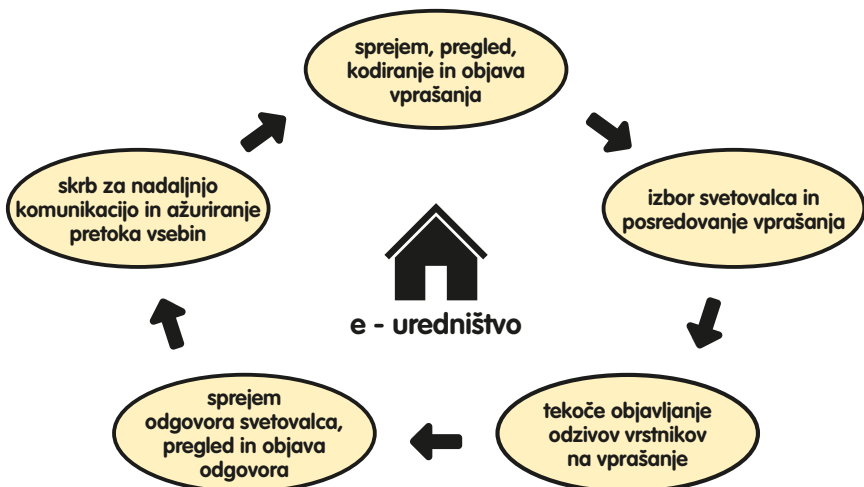 sprejem, pregled,
kodiranje in objava
vprašanja
izbor svetovalca in
posredovanje vprašanja
tekoče objavljanje
odzivov vrstnikov
na vprašanje
sprejem
odgovora svetovalca,
pregled in objava
odgovora
skrb za nadaljnjo
komunikacijo in ažuriranje
pretoka vsebin
e - uredništvo